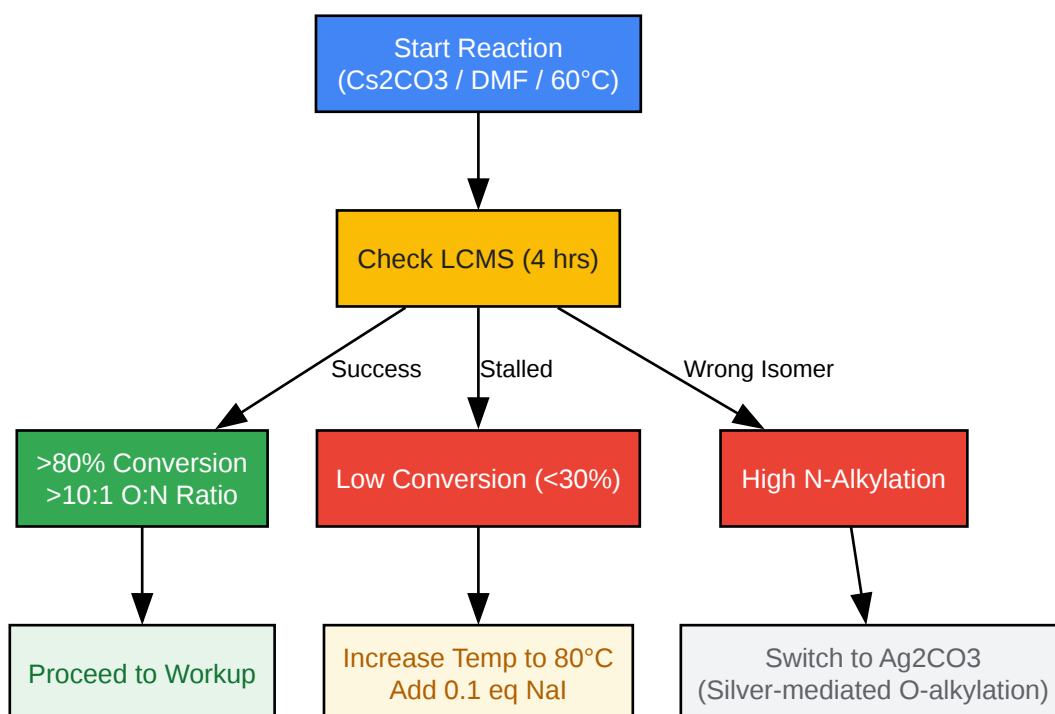 Start Reaction
(Cs2CO3 / DMF / 60°C)
Check LCMS (4 hrs)
Success
Stalled
Wrong Isomer
>80% Conversion
>10:1 O:N Ratio
Low Conversion (<30%)
High N-Alkylation
Proceed to Workup
Increase Temp to 80°C
Add 0.1 eq NaI
Switch to Ag2CO3
(Silver-mediated O-alkylation)